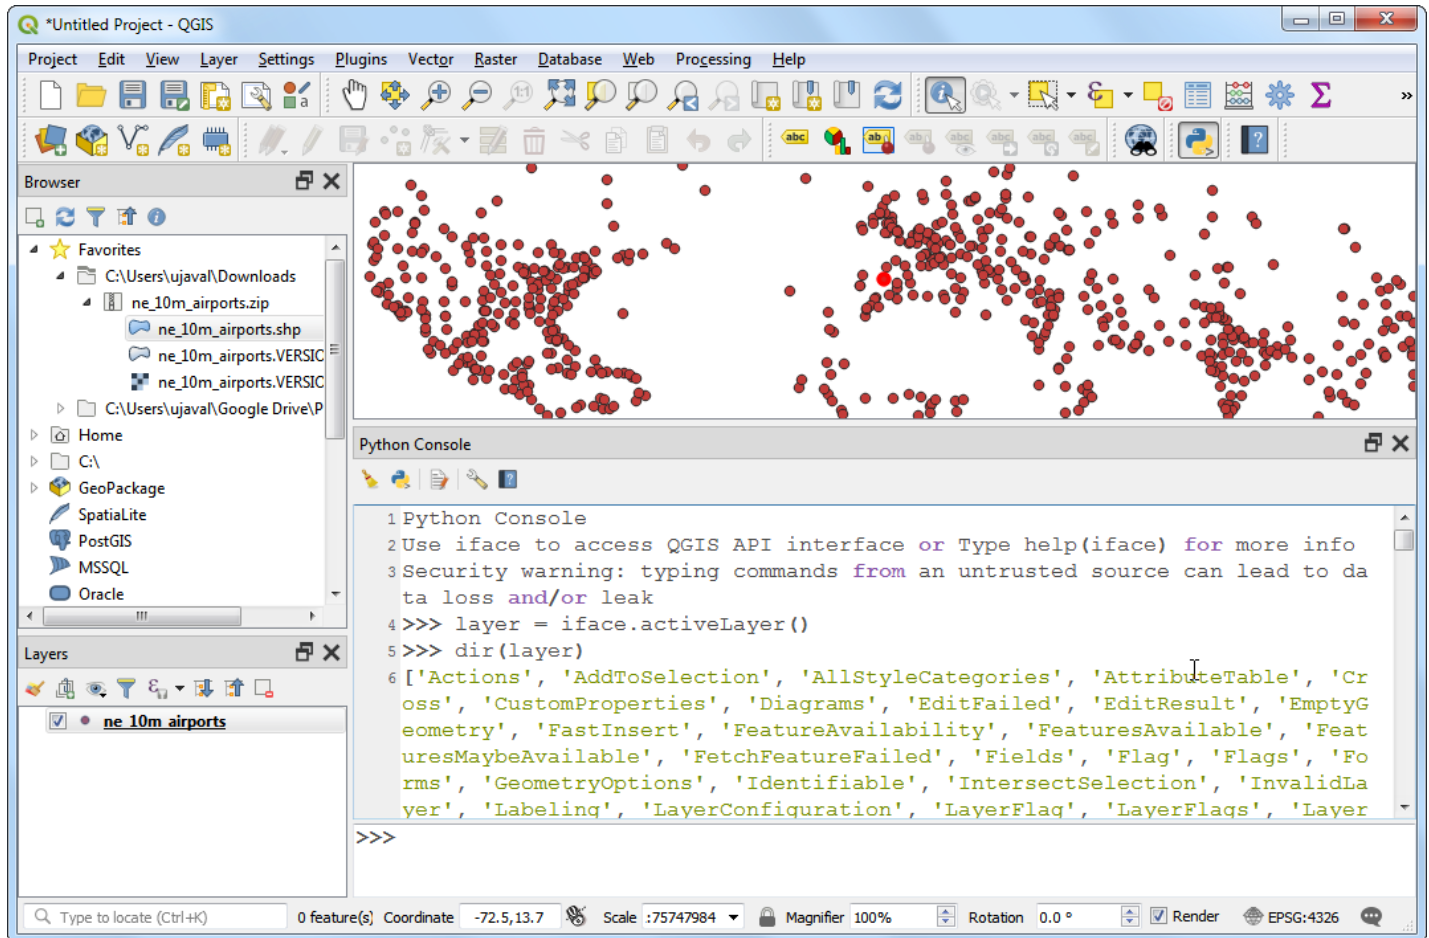 *Untitled Project - QGIS
Project Edit View Layer Settings Plugins Vector Raster Database Web Processing Help
Browser
Favorites
C:\Users\ujaval\Downloads
ne_10m_airports.zip
ne_10m_airports.shp
ne_10m_airports.VERSIC
ne_10m_airports.VERSIC
C:\Users\ujaval\Google Drive\P
Home
C:\
GeoPackage
SpatiaLite
PostGIS
MSSQL
Oracle
Layers
ne_10m_airports
Python Console
1 Python Console
2 Use iface to access QGIS API interface or Type help(iface) for more info
3 Security warning: typing commands from an untrusted source can lead to da
ta loss and/or leak
4 >>> layer = iface.activeLayer()
5 >>> dir(layer)
6 ['Actions', 'AddToSelection', 'AllStyleCategories', 'AttributeTable', 'Cr
oss', 'CustomProperties', 'Diagrams', 'EditFailed', 'EditResult', 'EmptyG
eometry', 'FastInsert', 'FeatureAvailability', 'FeaturesAvailable', 'Feat
uresMaybeAvailable', 'FetchFeatureFailed', 'Fields', 'Flag', 'Flags', 'Fo
rms', 'GeometryOptions', 'Identifiable', 'IntersectSelection', 'InvalidLa
yer', 'Labeling', 'LayerConfiguration', 'LayerFlag', 'LayerFlags', 'Layer
>>>
Type to locate (Ctrl+K) 0 feature(s) Coordinate -72.5,13.7 Scale :75747984 Magnifier 100% Rotation 0.0 ° Render EPSG:4326